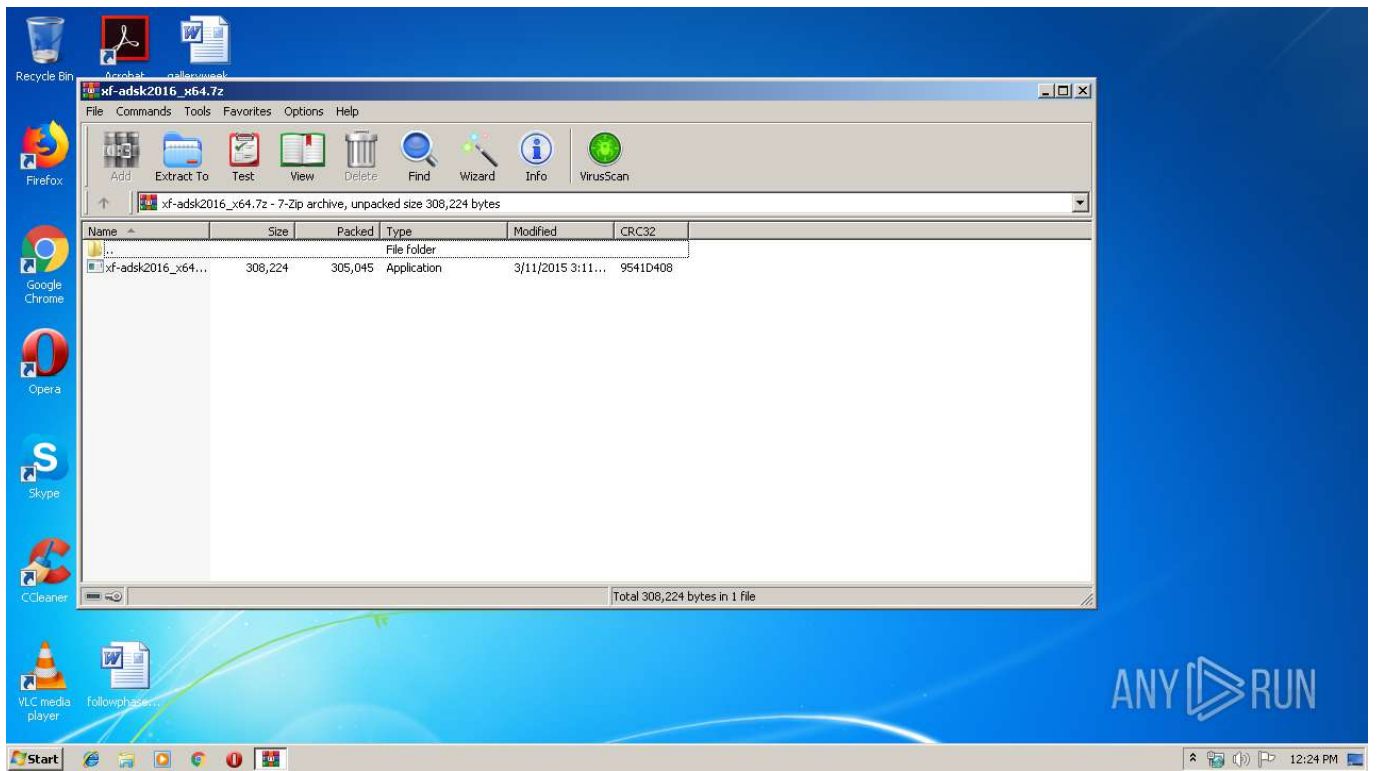 Recycle Bin
Acrobat
galleryweek
xf-adsk2016_x64.7z
File Commands Tools Favorites Options Help
Add Extract To Test View Delete Find Wizard Info VirusScan
xf-adsk2016_x64.7z - 7-Zip archive, unpacked size 308,224 bytes
Name Size Packed Type Modified CRC32
.. File folder
xf-adsk2016_x64... 308,224 305,045 Application 3/11/2015 3:11... 9541D408
Total 308,224 bytes in 1 file
Firefox
Google
Chrome
Opera
Skype
CCleaner
VLC media
player
followphase...
ANY RUN
Start
12:24 PM